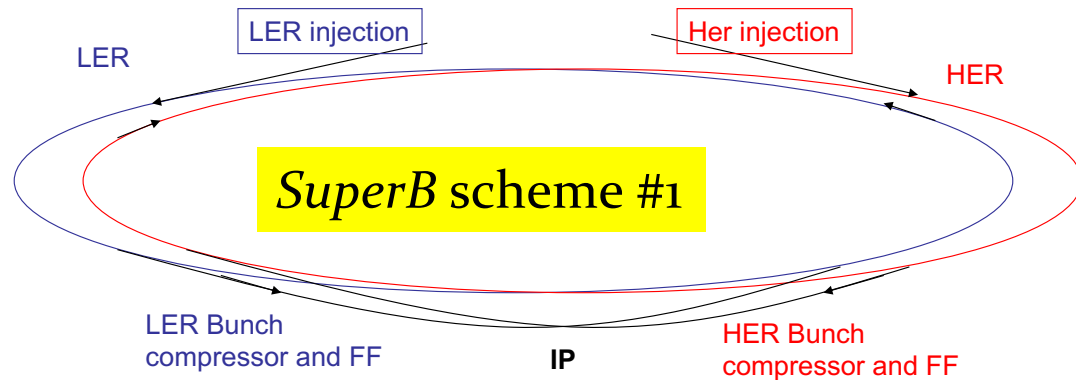 LER injection
Her injection
LER
HER
SuperB scheme #1
LER Bunch
compressor and FF
IP
HER Bunch
compressor and FF